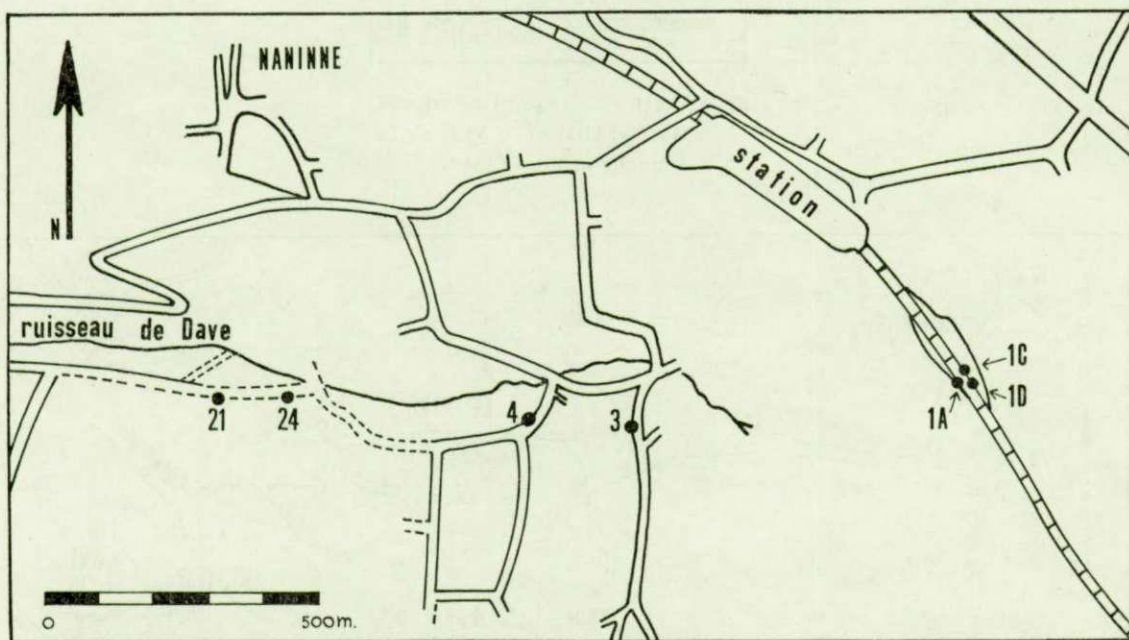 NANINNE
station
N
ruisseau de Dave
1C
1D
1A
21
24
4
3
0
500m.